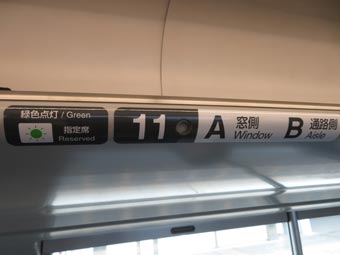 緑色点灯 / Green
指定席
Reserved
11
A 窓側
Window
B 通路側
Aisle